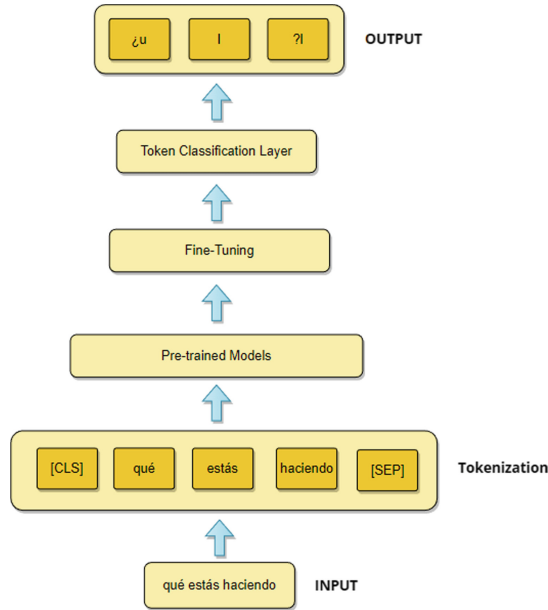 ¿u l ?l OUTPUT
Token Classification Layer
Fine-Tuning
Pre-trained Models
[CLS] qué estás haciendo [SEP] Tokenization
qué estás haciendo INPUT